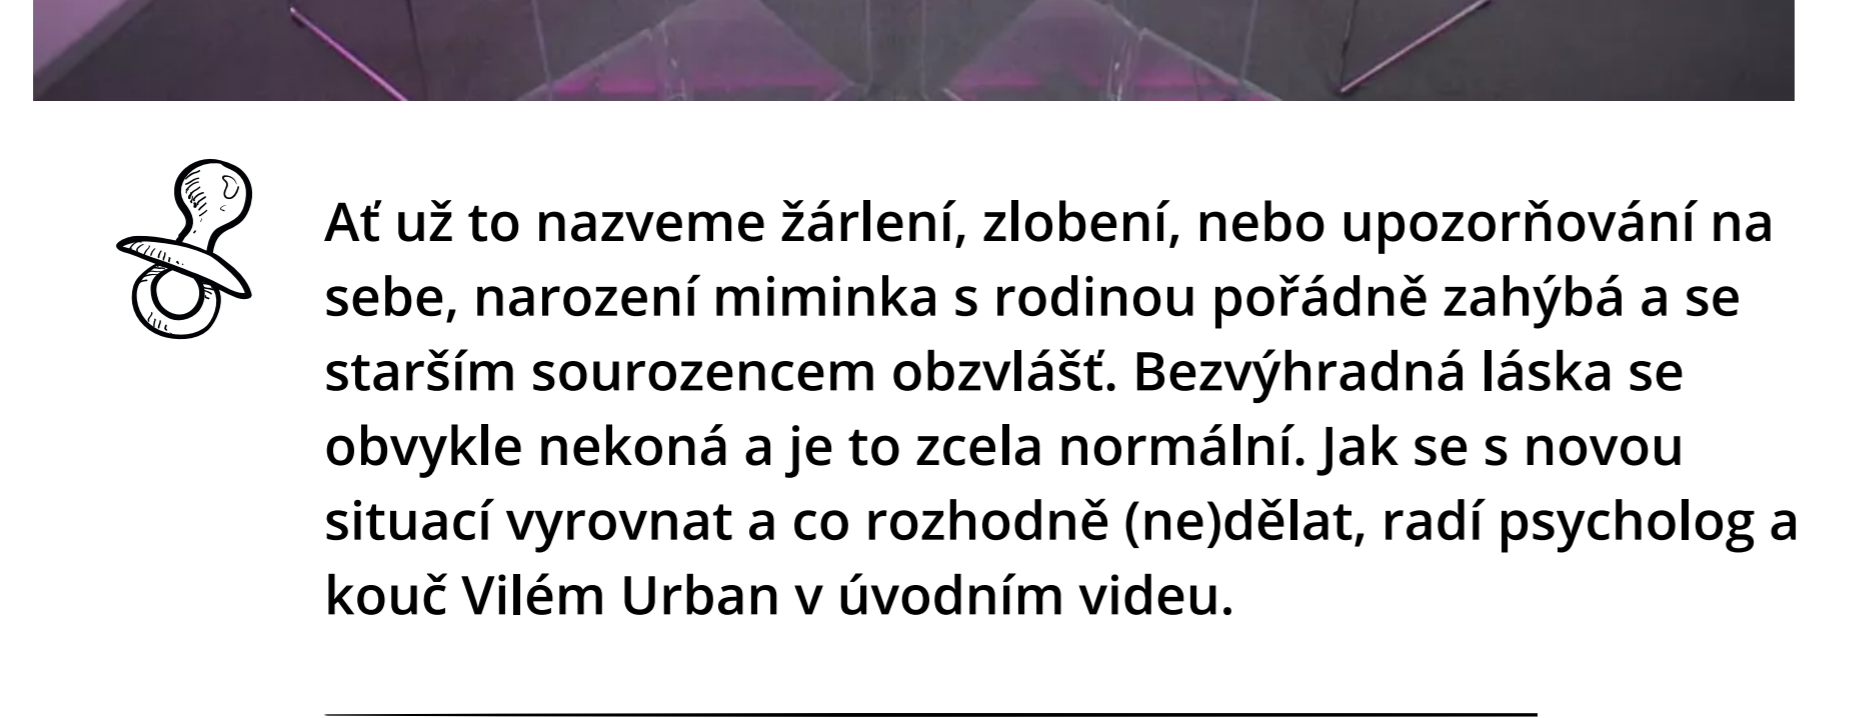 Ať už to nazveme žárlení, zlobení, nebo upozorňování na
sebe, narození miminka s rodinou pořádně zahýbá a se
starším sourozencem obzvlášť. Bezvýhradná láska se
obvykle nekoná a je to zcela normální. Jak se s novou
situací vyrovnat a co rozhodně (ne)dělat, radí psycholog a
kouč Vilém Urban v úvodním videu.